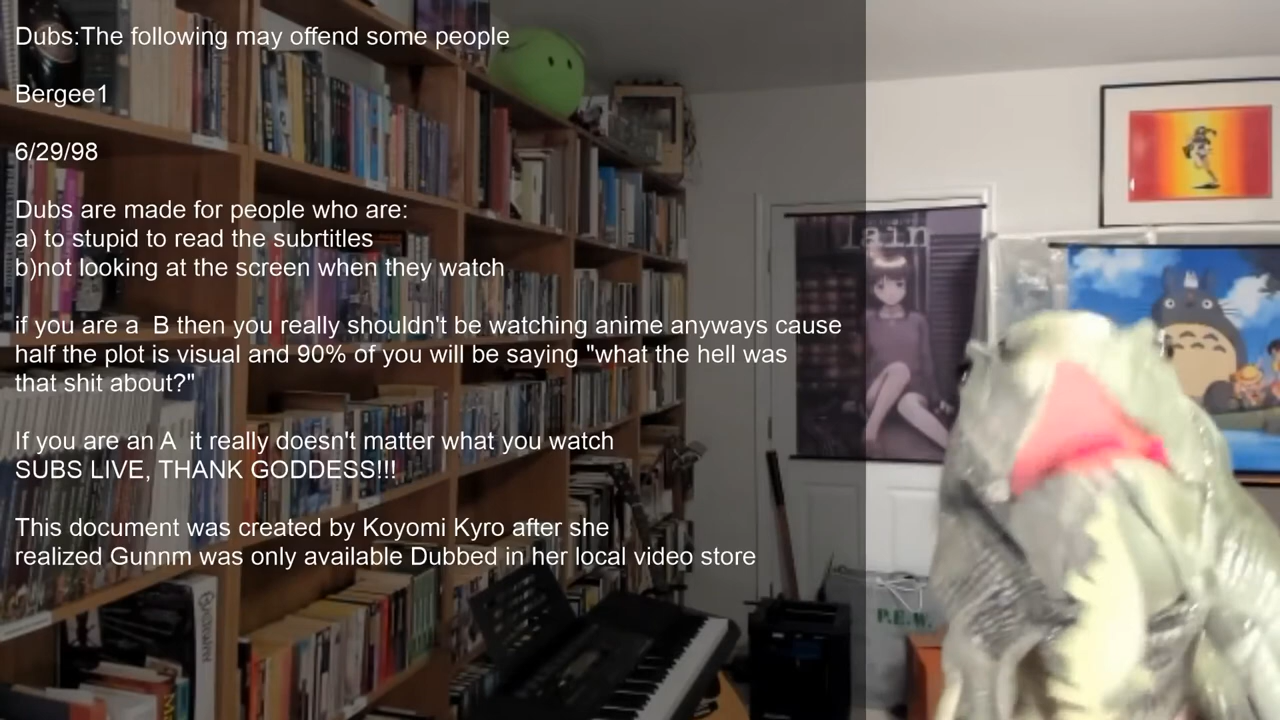 Dubs:The following may offend some people
Bergee1
6/29/98
Dubs are made for people who are:
a) to stupid to read the subrtitles
b)not looking at the screen when they watch
if you are a  B then you really shouldn't be watching anime anyways cause
half the plot is visual and 90% of you will be saying "what the hell was
that shit about?"
If you are an A  it really doesn't matter what you watch
SUBS LIVE, THANK GODDESS!!!
This document was created by Koyomi Kyro after she
realized Gunnm was only available Dubbed in her local video store
lain
P.E.W.